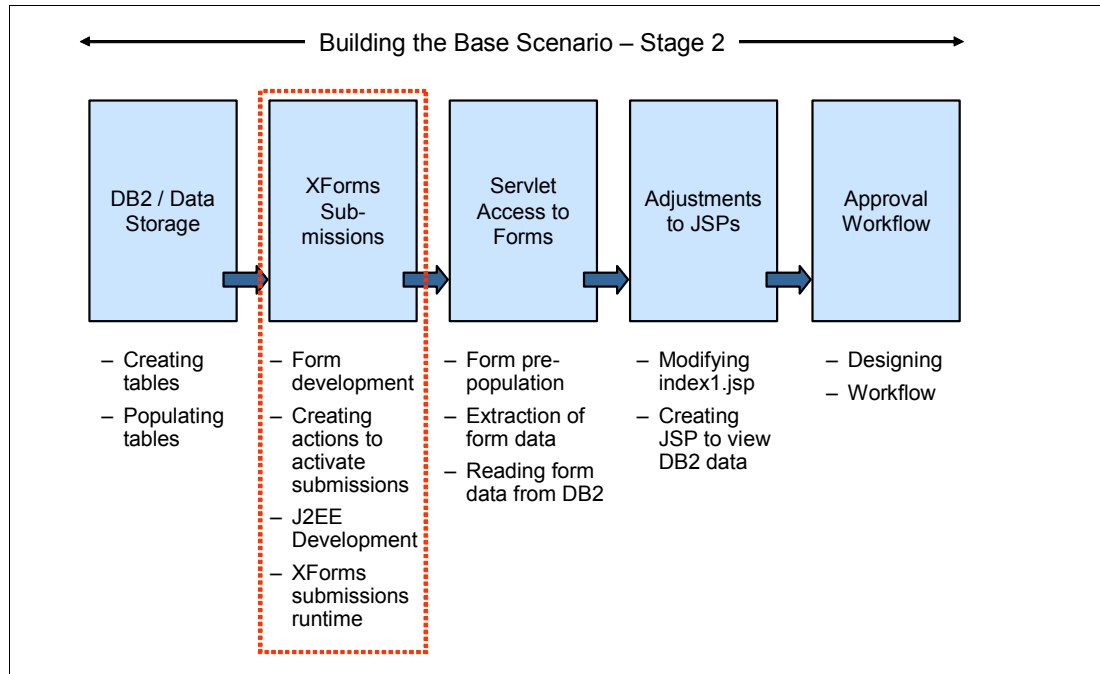 Building the Base Scenario – Stage 2
DB2 / Data
Storage
XForms
Sub-
missions
Servlet
Access to
Forms
Adjustments
to JSPs
Approval
Workflow
– Creating
tables
– Populating
tables
– Form
development
– Creating
actions to
activate
submissions
– J2EE
Development
– XForms
submissions
runtime
– Form pre-
population
– Extraction of
form data
– Reading form
data from DB2
– Modifying
index1.jsp
– Creating
JSP to view
DB2 data
– Designing
– Workflow